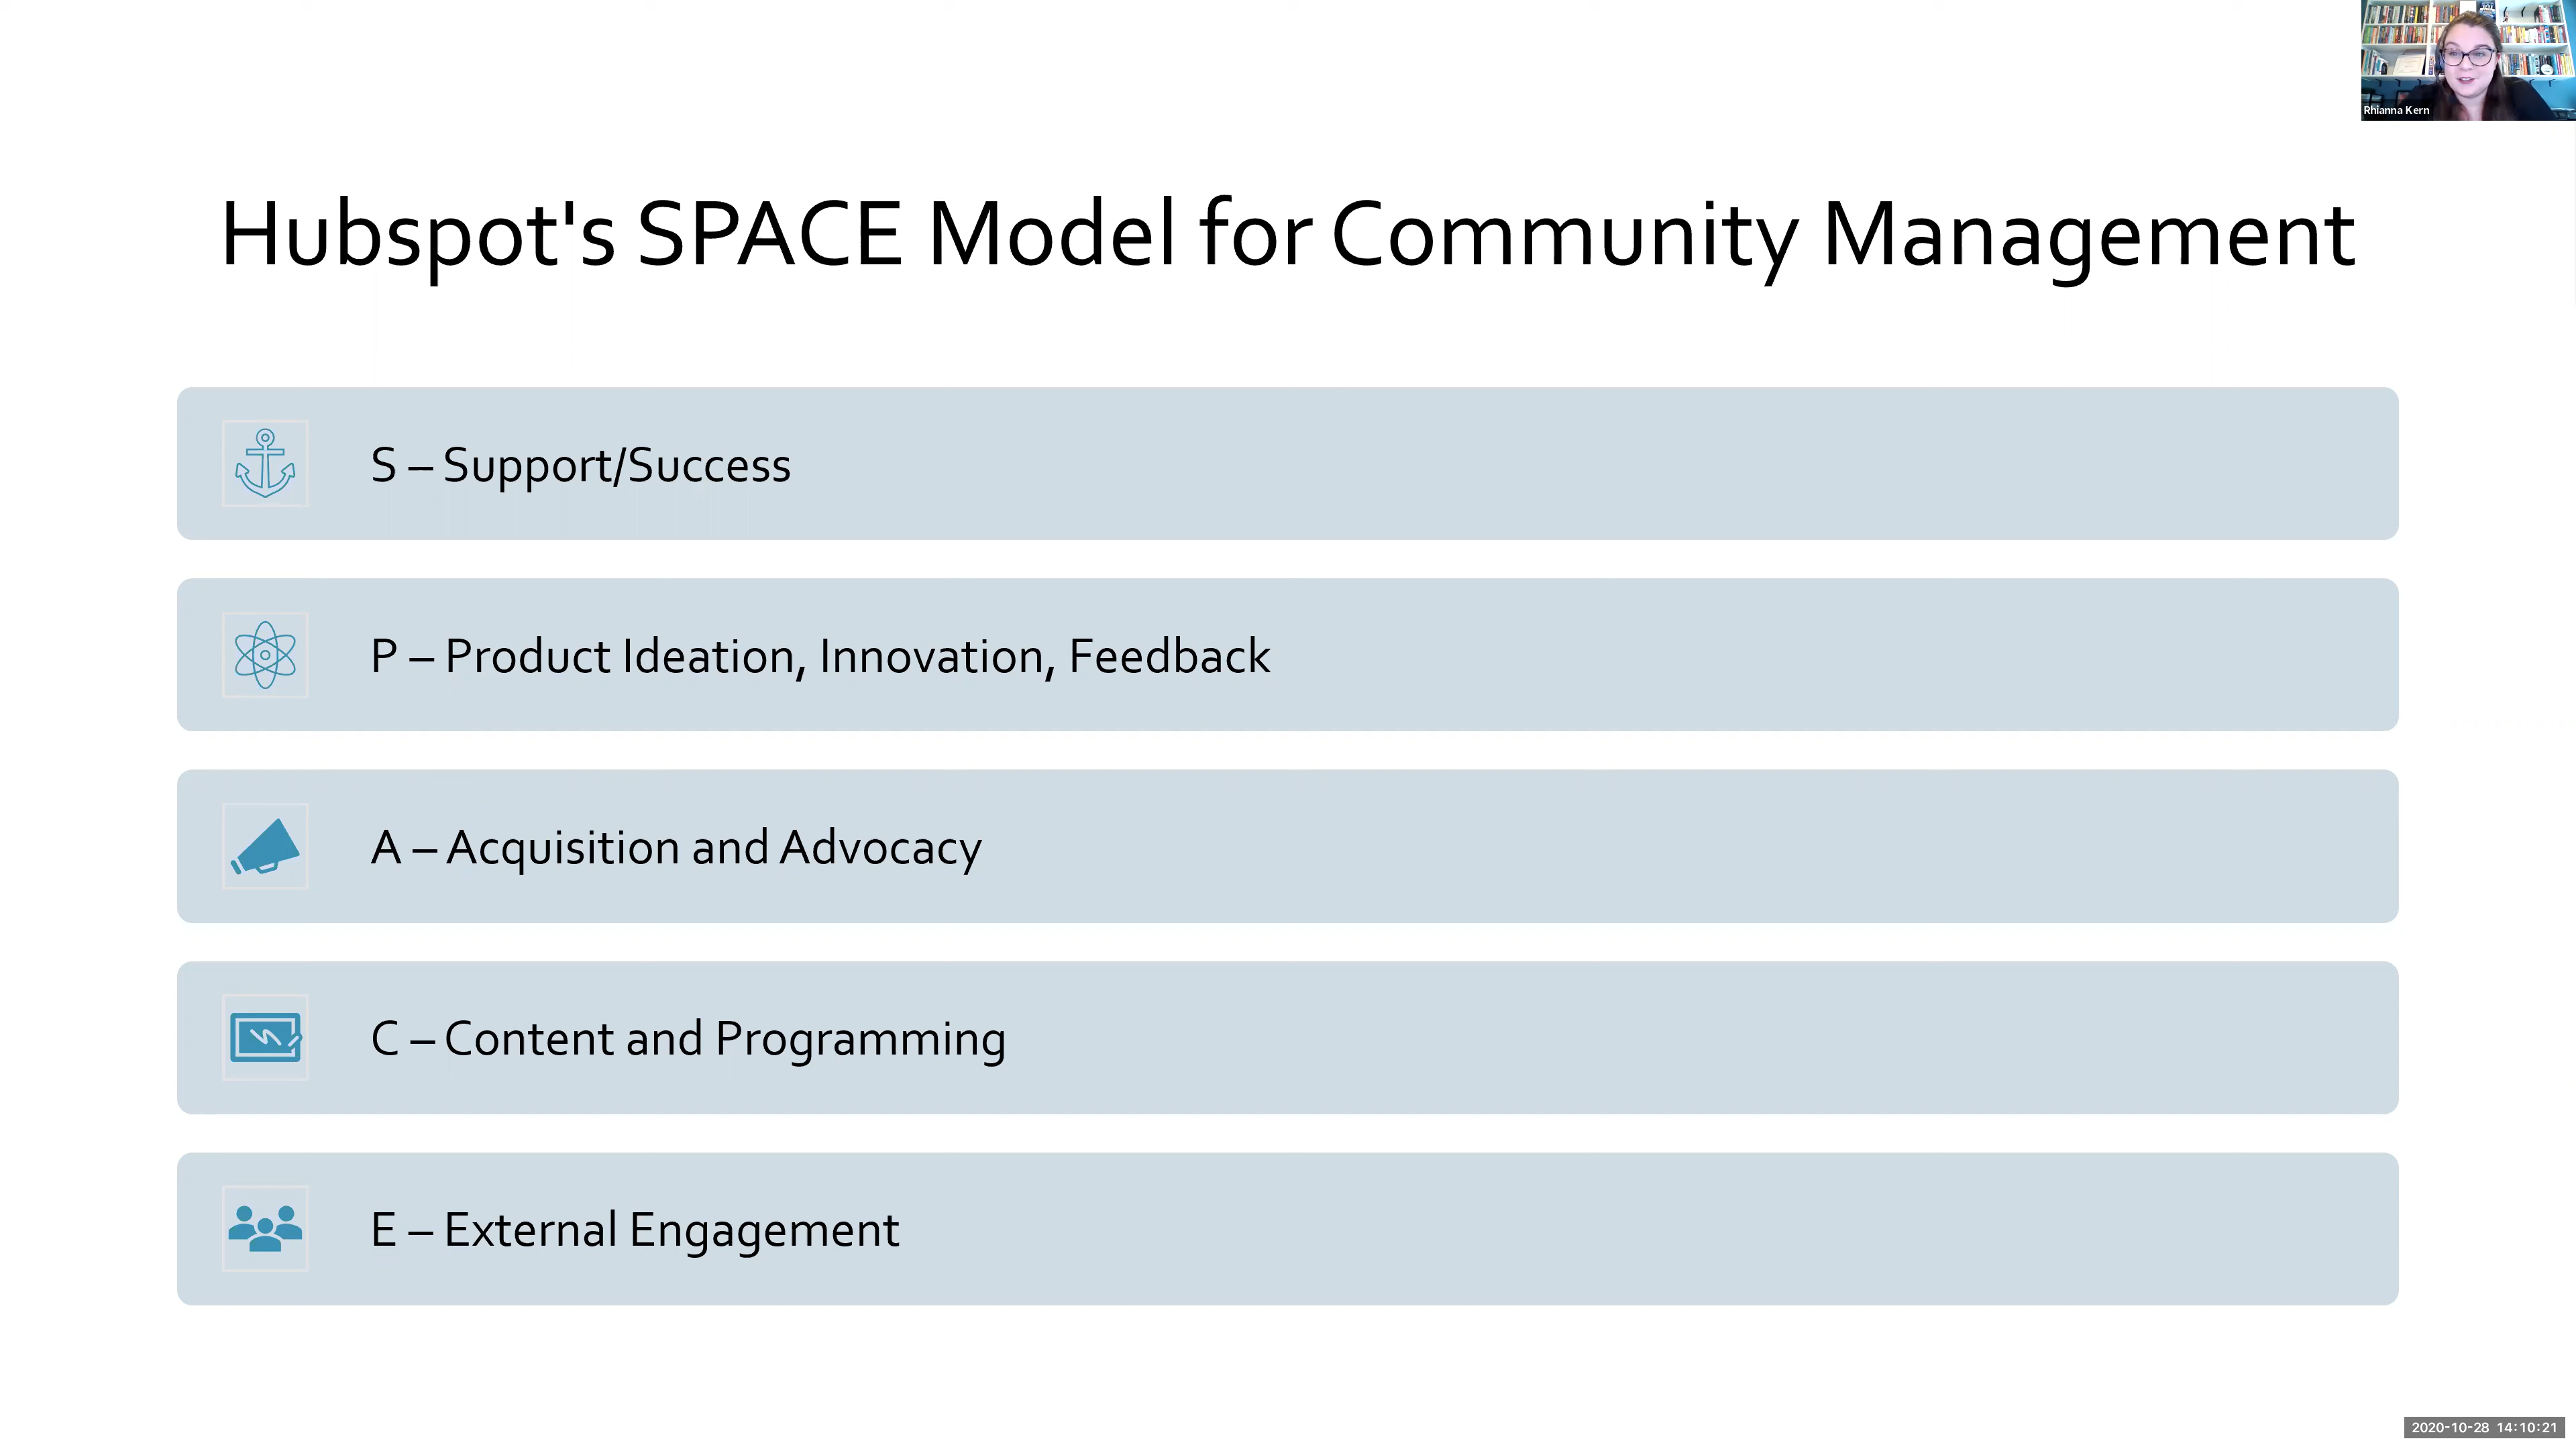 Rhianna Kern
Hubspot's SPACE Model for Community Management
S – Support/Success
P – Product Ideation, Innovation, Feedback
A – Acquisition and Advocacy
C – Content and Programming
E – External Engagement
2020-10-28 14:10:21